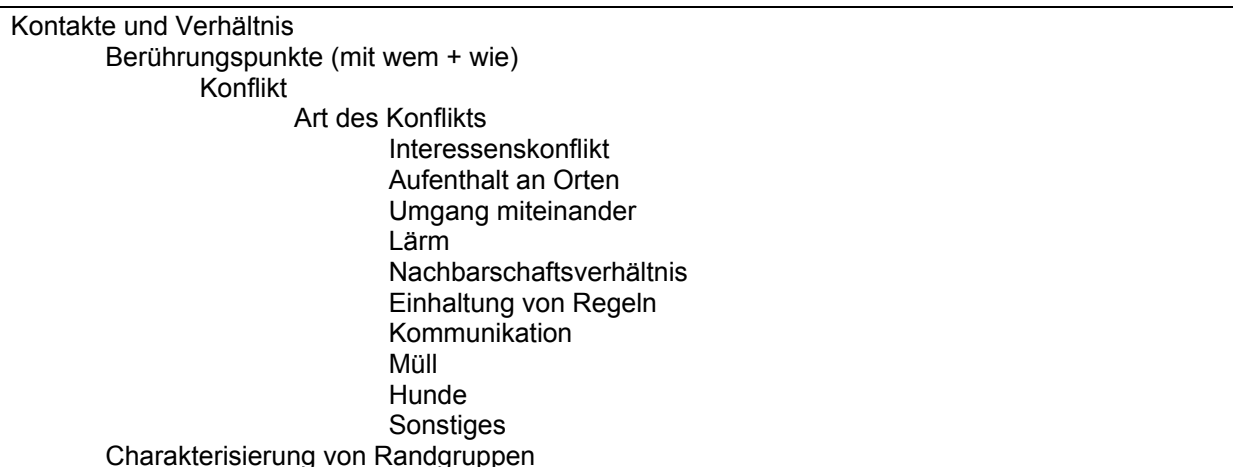 Kontakte und Verhältnis
Berührungspunkte (mit wem + wie)
Konflikt
Art des Konflikts
Interessenskonflikt
Aufenthalt an Orten
Umgang miteinander
Lärm
Nachbarschaftsverhältnis
Einhaltung von Regeln
Kommunikation
Müll
Hunde
Sonstiges
Charakterisierung von Randgruppen